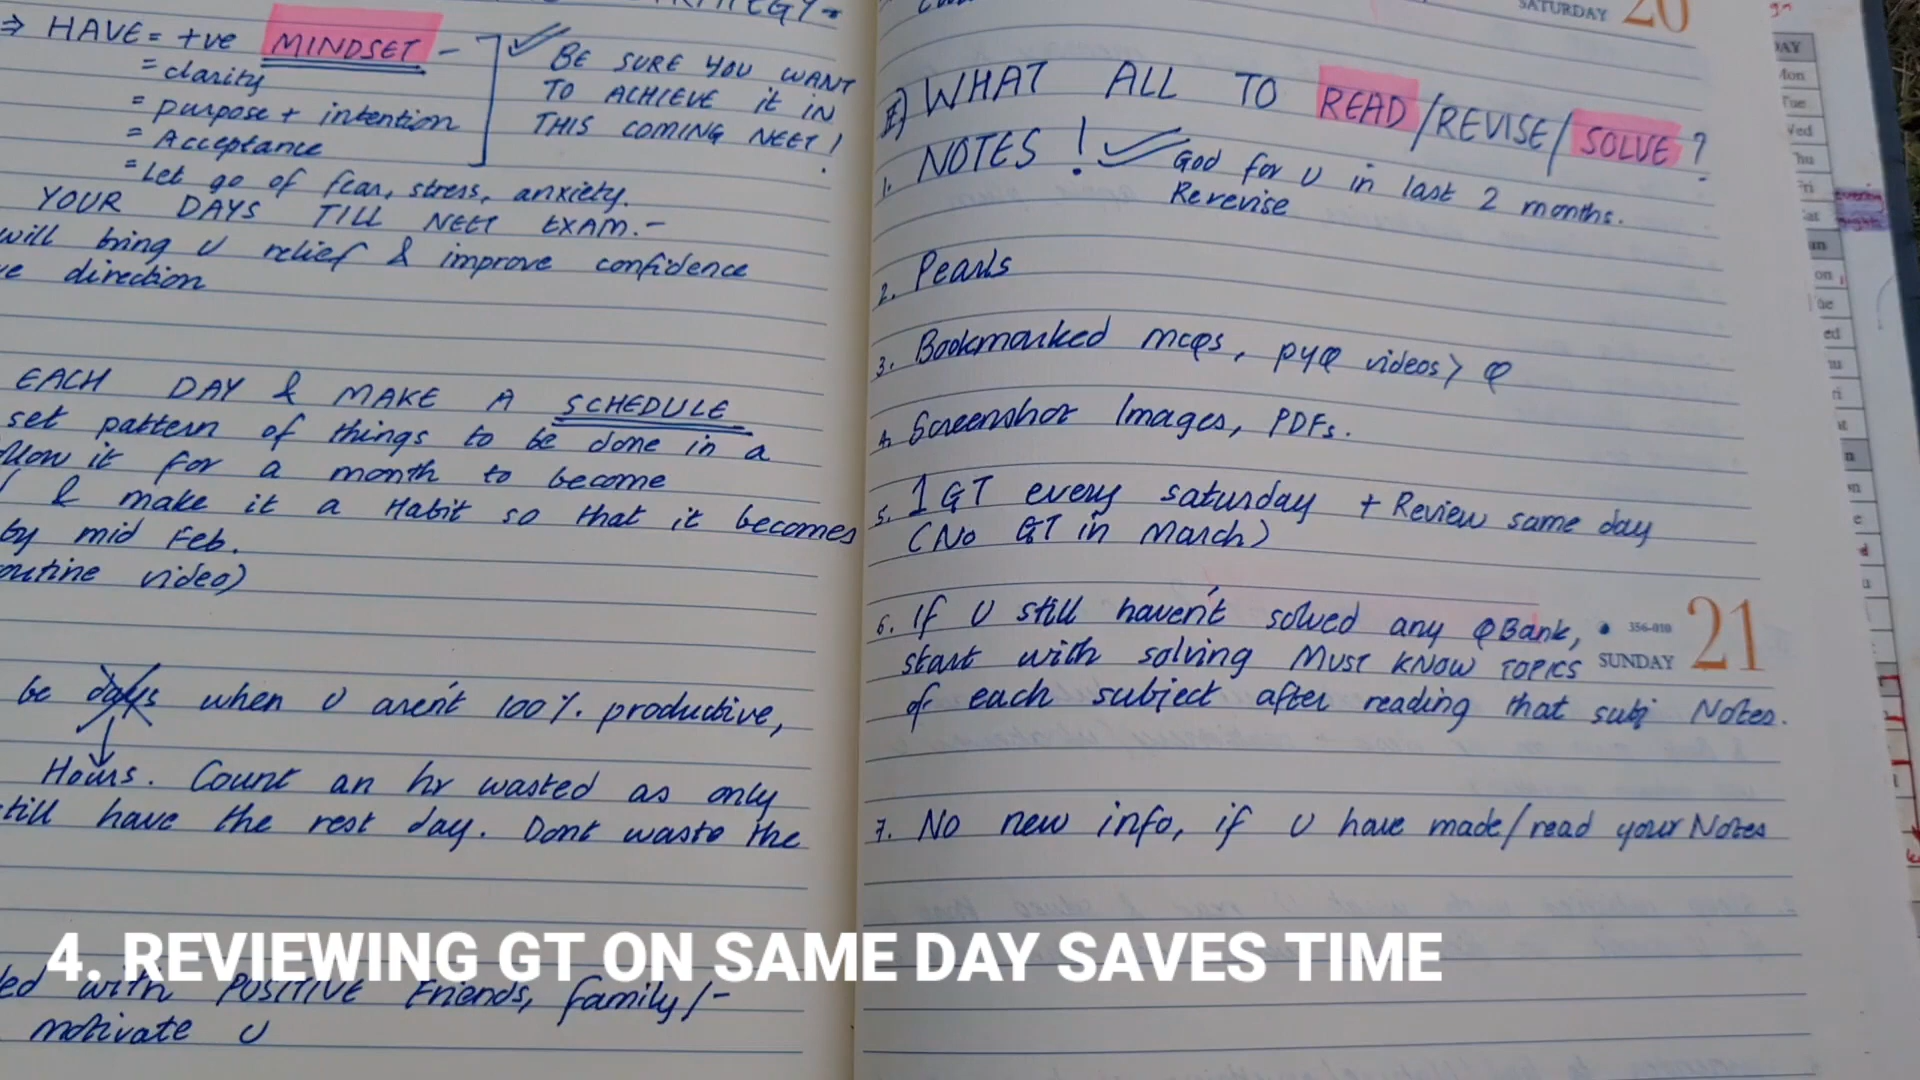 ⇒ HAVE = +ve MINDSET -
= clarity
= purpose + intention
= Acceptance
= Let go of fear, stress, anxiety.
BE SURE YOU WANT
TO ACHIEVE it IN
THIS COMING NEET!
YOUR DAYS TILL NEET EXAM.-
will bring U relief & improve confidence
direction
EACH DAY & MAKE A SCHEDULE
set pattern of things to be done in a
it for a month to become
& make it a Habit so that it becomes
by mid Feb.
video)
be days when U aren't 100%. productive,
Hours. Count an hr wasted as only
still have the rest day. Dont waste the
with POSITIVE Friends, family/-
motivate U
SATURDAY 20
II) WHAT ALL TO READ/REVISE/SOLVE?
1. NOTES! God for U in last 2 months.
Rerevise
2. Pearls
3. Bookmarked mcqs, pyq videos> Q
4. Screenshot Images, PDFs.
5. 1 GT every saturday + Review same day
(No GT in March)
6. If U still haven't solved any QBank,
start with solving MUST KNOW TOPICS
of each subject after reading that subj Notes.
356-010
SUNDAY 21
7. No new info, if U have made/read your Notes
4. REVIEWING GT ON SAME DAY SAVES TIME